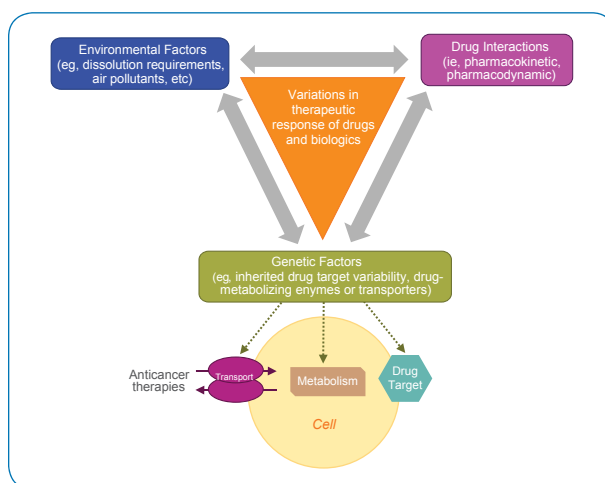 Environmental Factors
(eg, dissolution requirements,
air pollutants, etc)
Drug Interactions
(ie, pharmacokinetic,
pharmacodynamic)
Variations in
therapeutic
response of drugs
and biologics
Genetic Factors
(eg, inherited drug target variability, drug-
metabolizing enymes or transporters)
Anticancer
therapies
Transport
Metabolism
Drug
Target
Cell